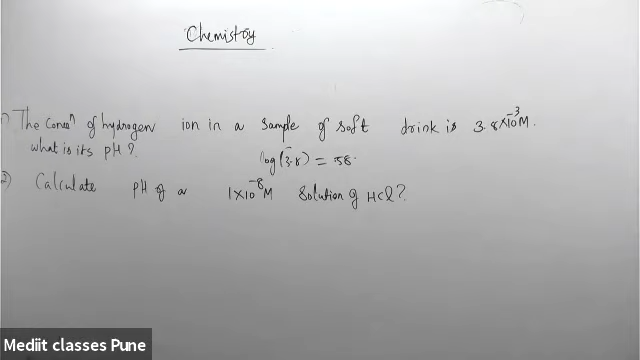 Chemistry
1) The concnⁿ of hydrogen ion in a sample of soft drink is 3.8×10⁻³M.
what is its pH?
log(3.8) = 58.
2) Calculate pH of a 1×10⁻⁸M solution of HCl?
Mediit classes Pune